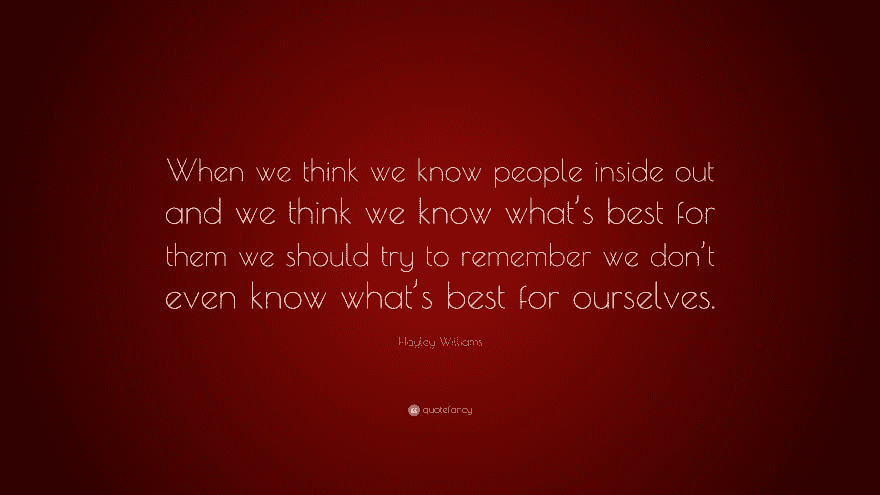 When we think we know people inside out
and we think we know what's best for
them we should try to remember we don't
even know what's best for ourselves.
Hayley Williams
quotefancy